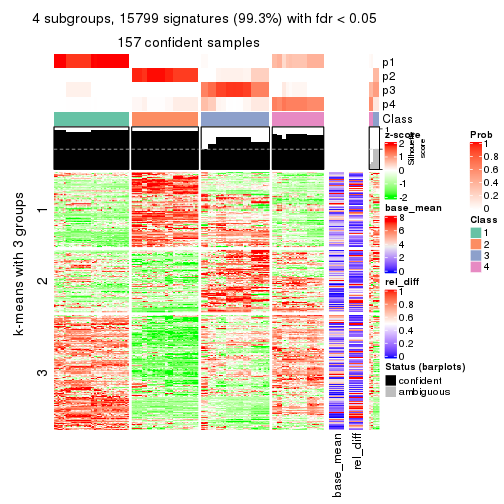 4 subgroups, 15799 signatures (99.3%) with fdr < 0.05
157 confident samples
p1
p2
p3
p4
Class
1
Silhouette
score
k-means with 3 groups
1
2
3
base_mean
rel_diff
z-score
2
1
0
-1
-2
base_mean
8
6
4
2
0
rel_diff
1
0.8
0.6
0.4
0.2
0
Status (barplots)
confident
ambiguous
Prob
1
0.8
0.6
0.4
0.2
0
Class
1
2
3
4